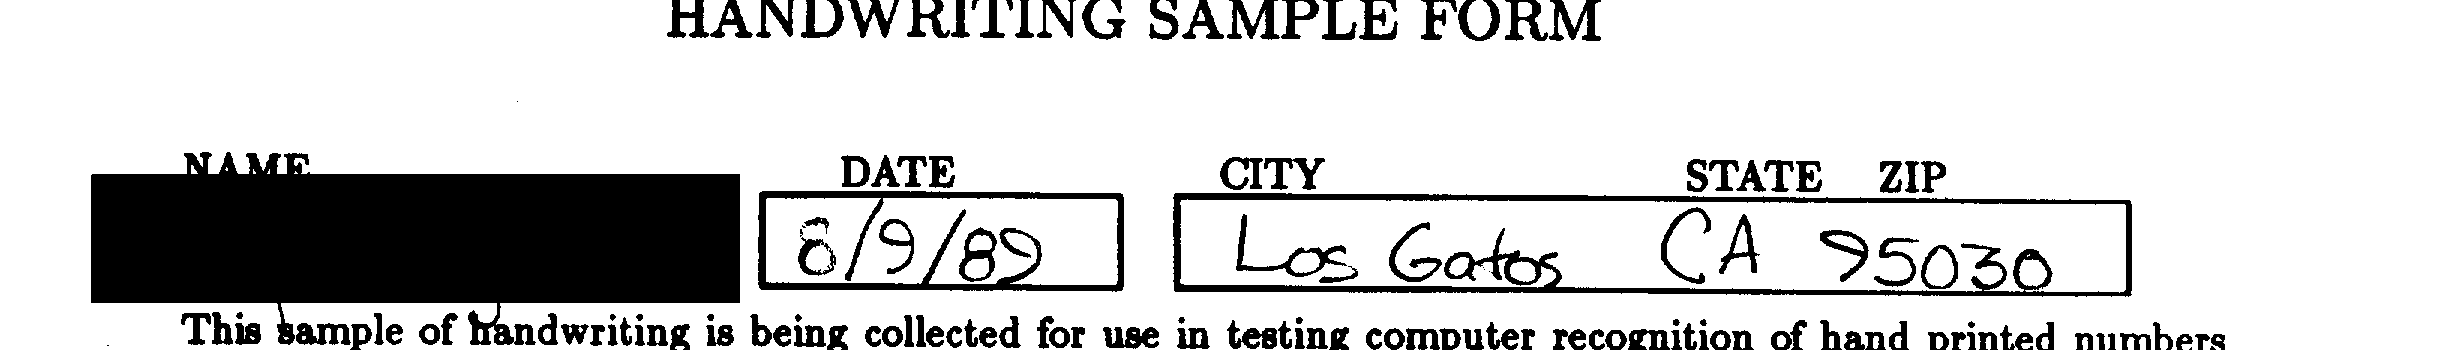 HANDWRITING SAMPLE FORM
NAME DATE CITY STATE ZIP
8/9/89 Los Gatos CA 95030
This sample of handwriting is being collected for use in testing computer recognition of hand printed numbers